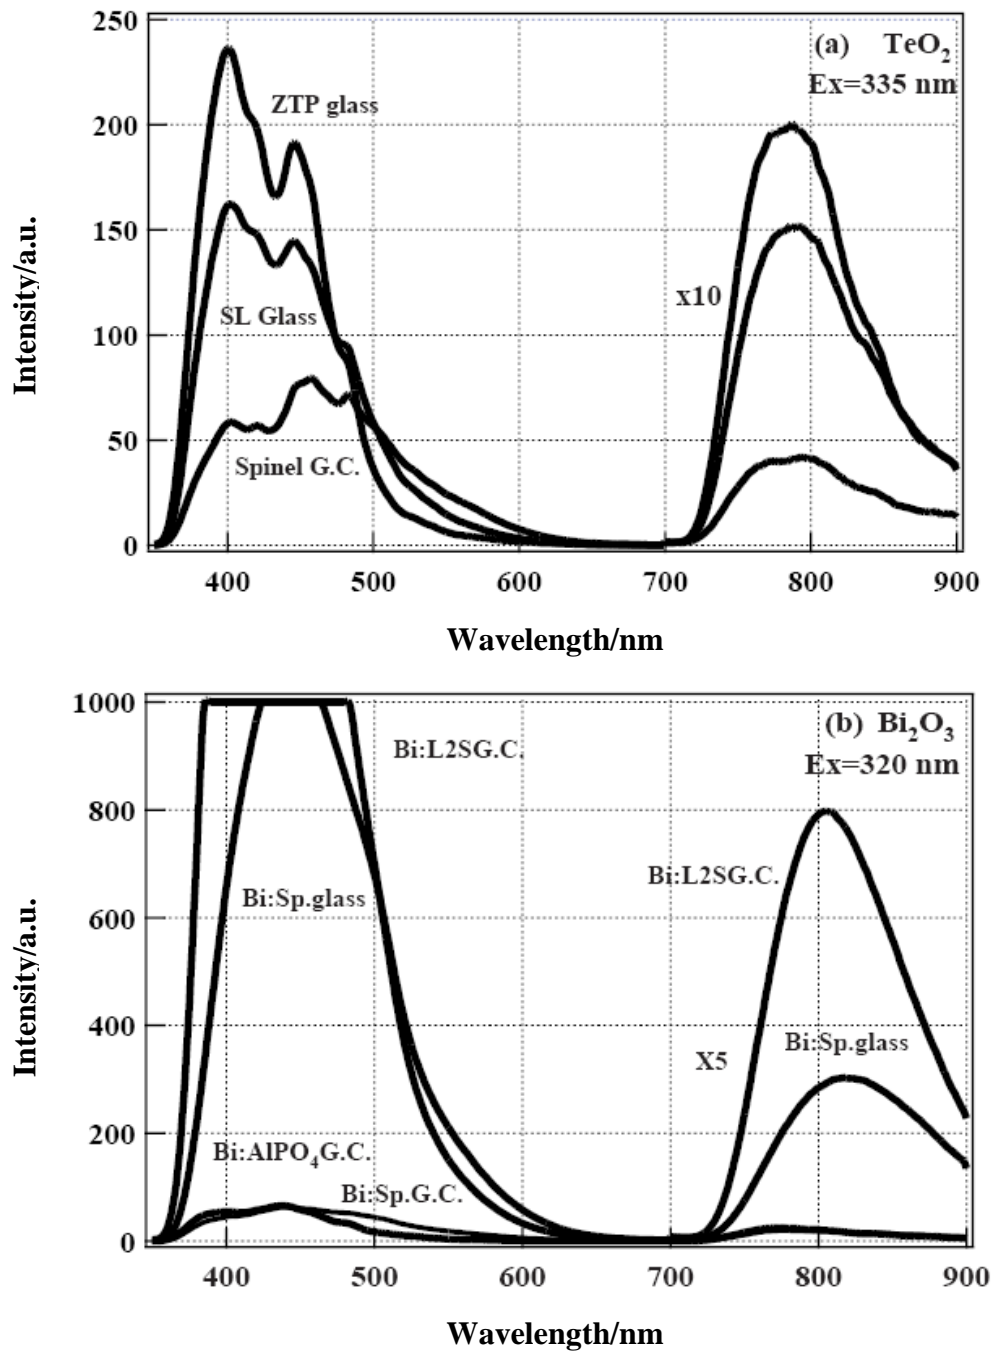 250
200
150
100
50
0
Intensity/a.u.
(a) TeO₂
Ex=335 nm
ZTP glass
SL Glass
Spinel G.C.
x10
400 500 600 700 800 900
Wavelength/nm
1000
800
600
400
200
0
Intensity/a.u.
(b) Bi₂O₃
Ex=320 nm
Bi:L2SG.C.
Bi:Sp.glass
Bi:AlPO₄G.C.
Bi:Sp.G.C.
Bi:L2SG.C.
X5
Bi:Sp.glass
400 500 600 700 800 900
Wavelength/nm